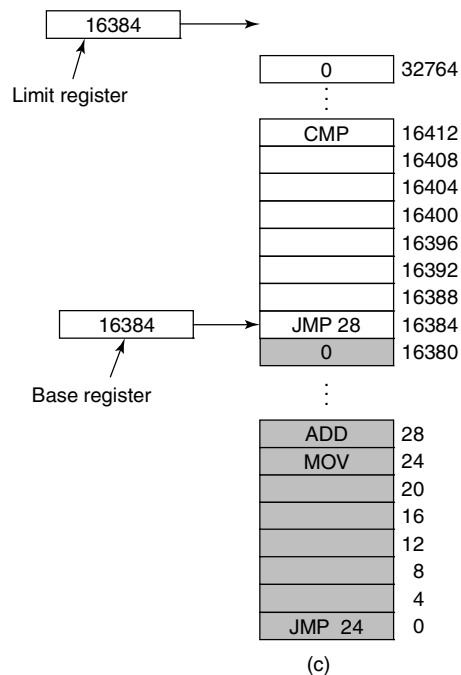 16384
Limit register
0 32764
⋮
CMP 16412
16408
16404
16400
16396
16392
16388
16384 JMP 28 16384
0 16380
Base register
⋮
ADD 28
MOV 24
20
16
12
8
4
JMP 24 0
(c)